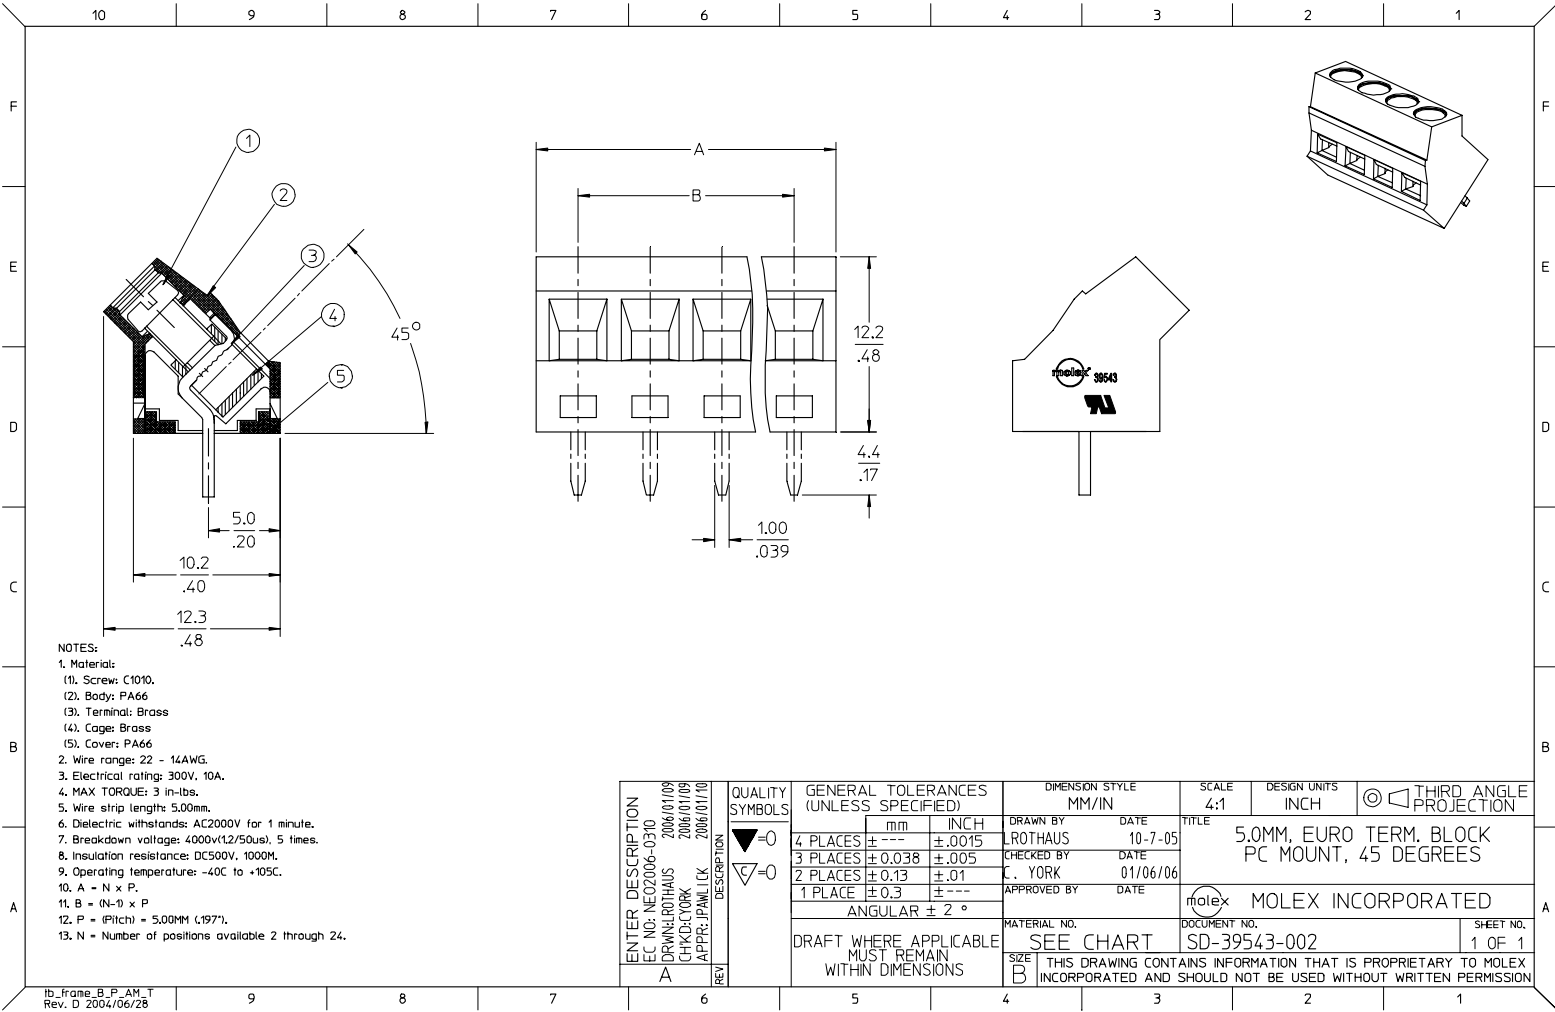 10 9 8 7 6 5 4 3 2 1
F F
E E
D D
C C
B B
A A
1
2
3
4
5
45°
5.0
.20
10.2
.40
12.3
.48
A
B
12.2
.48
4.4
.17
1.00
.039
molex 39543
NOTES:
1. Material:
(1). Screw: C1010.
(2). Body: PA66
(3). Terminal: Brass
(4). Cage: Brass
(5). Cover: PA66
2. Wire range: 22 - 14AWG.
3. Electrical rating: 300V, 10A.
4. MAX TORQUE: 3 in-lbs.
5. Wire strip length: 5.00mm.
6. Dielectric withstands: AC2000V for 1 minute.
7. Breakdown voltage: 4000v(1.2/50us), 5 times.
8. Insulation resistance: DC500V, 1000M.
9. Operating temperature: -40C to +105C.
10. A = N x P.
11. B = (N-1) x P
12. P = (Pitch) = 5.00MM (.197").
13. N = Number of positions available 2 through 24.
ENTER DESCRIPTION
EC NO: NEO2006-0310
DRWN:LROTHAUS 2006/01/09
CH'KD:CYORK 2006/01/09
APPR:JPAWLICK 2006/01/10
A
DESCRIPTION
REV
QUALITY
SYMBOLS
=0
C =0
GENERAL TOLERANCES
(UNLESS SPECIFIED)
mm INCH
4 PLACES ± --- ± .0015
3 PLACES ± 0.038 ± .005
2 PLACES ± 0.13 ± .01
1 PLACE ± 0.3 ± ---
ANGULAR ± 2 °
DRAFT WHERE APPLICABLE
MUST REMAIN
WITHIN DIMENSIONS
DIMENSION STYLE
MM/IN
SCALE
4:1
DESIGN UNITS
INCH
THIRD ANGLE
PROJECTION
DRAWN BY DATE
LROTHAUS 10-7-05
CHECKED BY DATE
C. YORK 01/06/06
APPROVED BY DATE
TITLE
5.0MM, EURO TERM. BLOCK
PC MOUNT, 45 DEGREES
molex MOLEX INCORPORATED
MATERIAL NO.
SEE CHART
DOCUMENT NO.
SD-39543-002
SHEET NO.
1 OF 1
SIZE
B
THIS DRAWING CONTAINS INFORMATION THAT IS PROPRIETARY TO MOLEX
INCORPORATED AND SHOULD NOT BE USED WITHOUT WRITTEN PERMISSION
tb_frame_B_P_AM_T
Rev. D 2004/06/28
9 8 7 6 5 4 3 2 1